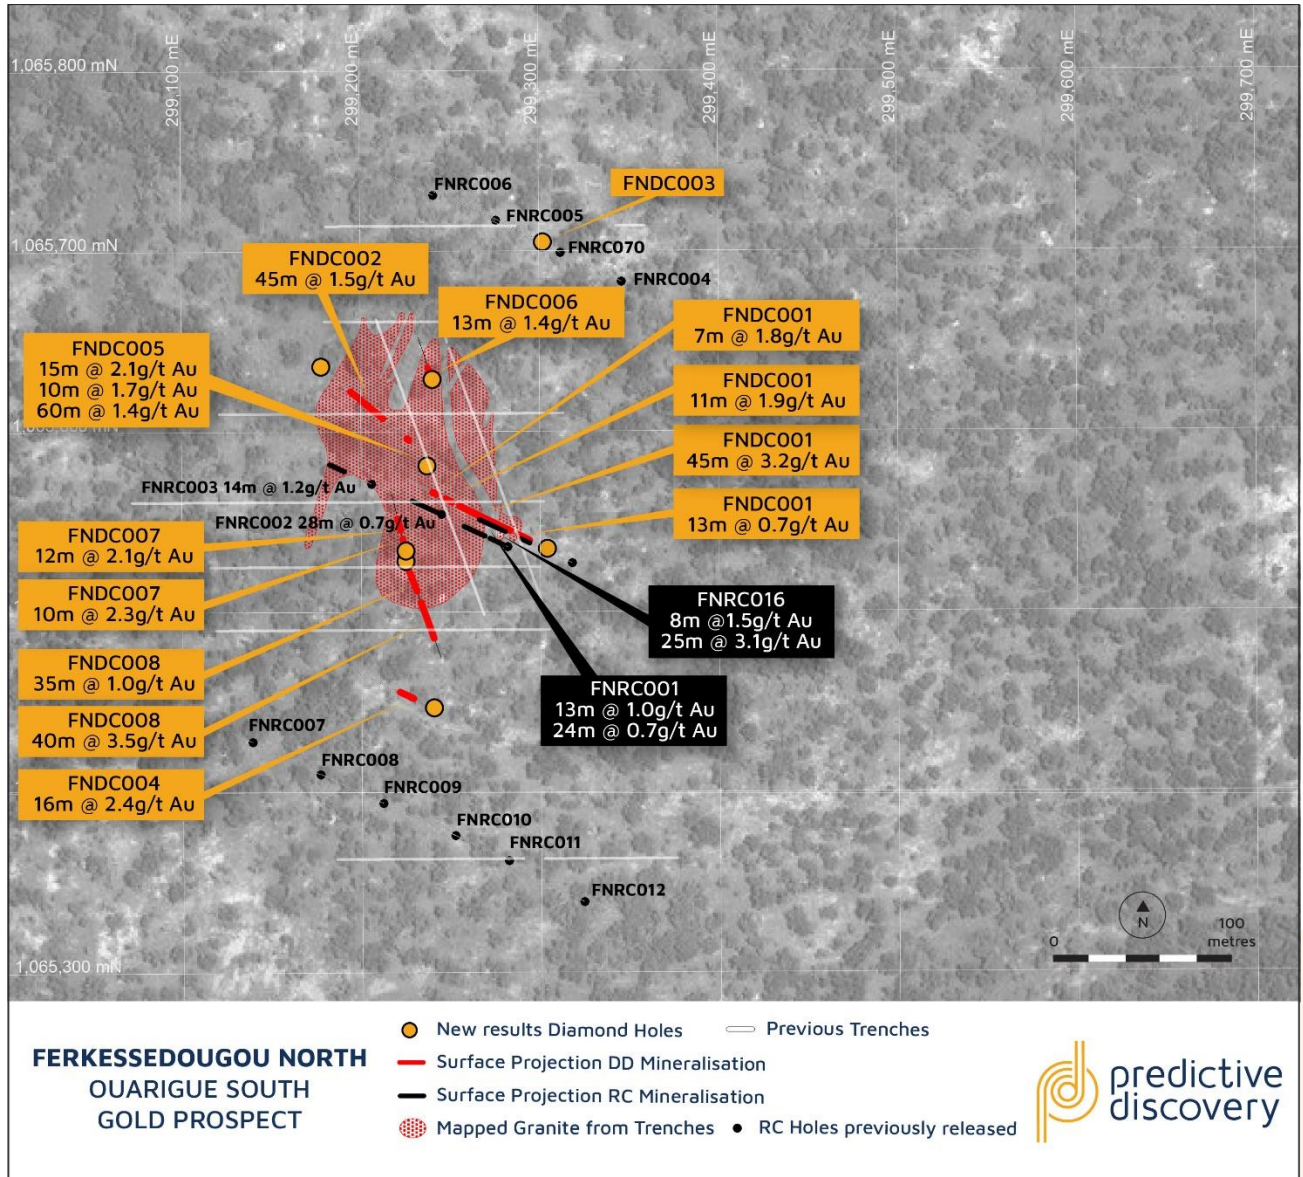 1,065,800 mN
299,100 mE
299,200 mE
299,300 mE
299,400 mE
299,500 mE
299,600 mE
299,700 mE
FNRC006
FNDC003
FNRC005
1,065,700 mN
FNRC070
FNRC004
FNDC002
45m @ 1.5g/t Au
FNDC006
13m @ 1.4g/t Au
FNDC001
7m @ 1.8g/t Au
FNDC005
15m @ 2.1g/t Au
10m @ 1.7g/t Au
60m @ 1.4g/t Au
FNDC001
11m @ 1.9g/t Au
FNDC001
45m @ 3.2g/t Au
FNRC003 14m @ 1.2g/t Au
FNDC001
13m @ 0.7g/t Au
FNRC002 28m @ 0.7g/t Au
FNDC007
12m @ 2.1g/t Au
FNDC007
10m @ 2.3g/t Au
FNRC016
8m @1.5g/t Au
25m @ 3.1g/t Au
FNDC008
35m @ 1.0g/t Au
FNRC001
13m @ 1.0g/t Au
24m @ 0.7g/t Au
FNDC008
40m @ 3.5g/t Au
FNRC007
FNRC008
FNDC004
16m @ 2.4g/t Au
FNRC009
FNRC010
FNRC011
FNRC012
N
0
100
metres
1,065,300 mN
FERKESSEDOUGOU NORTH
OUARIGUE SOUTH
GOLD PROSPECT
New results Diamond Holes
Previous Trenches
Surface Projection DD Mineralisation
Surface Projection RC Mineralisation
Mapped Granite from Trenches
RC Holes previously released
predictive
discovery